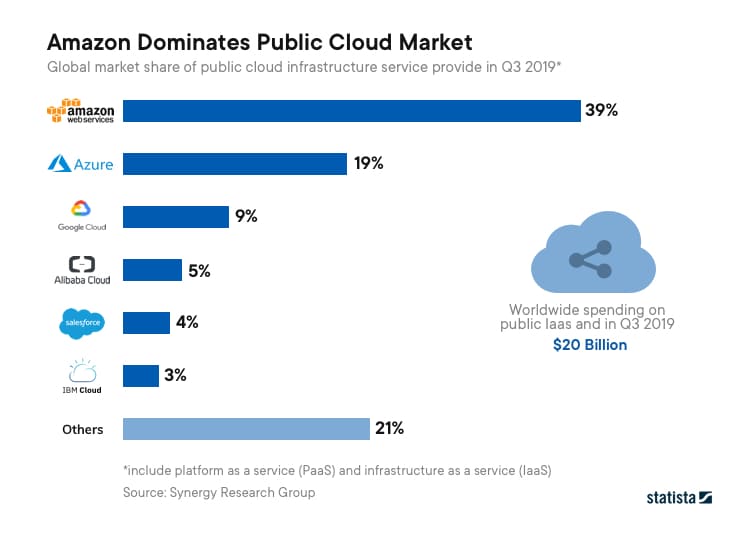 Amazon Dominates Public Cloud Market
Global market share of public cloud infrastructure service provide in Q3 2019*
amazon
webservices
39%
Azure
19%
Google Cloud
9%
Alibaba Cloud
5%
salesforce
4%
IBM Cloud
3%
Others
21%
Worldwide spending on
public Iaas and in Q3 2019
$20 Billion
*include platform as a service (PaaS) and infrastructure as a service (IaaS)
Source: Synergy Research Group
statista